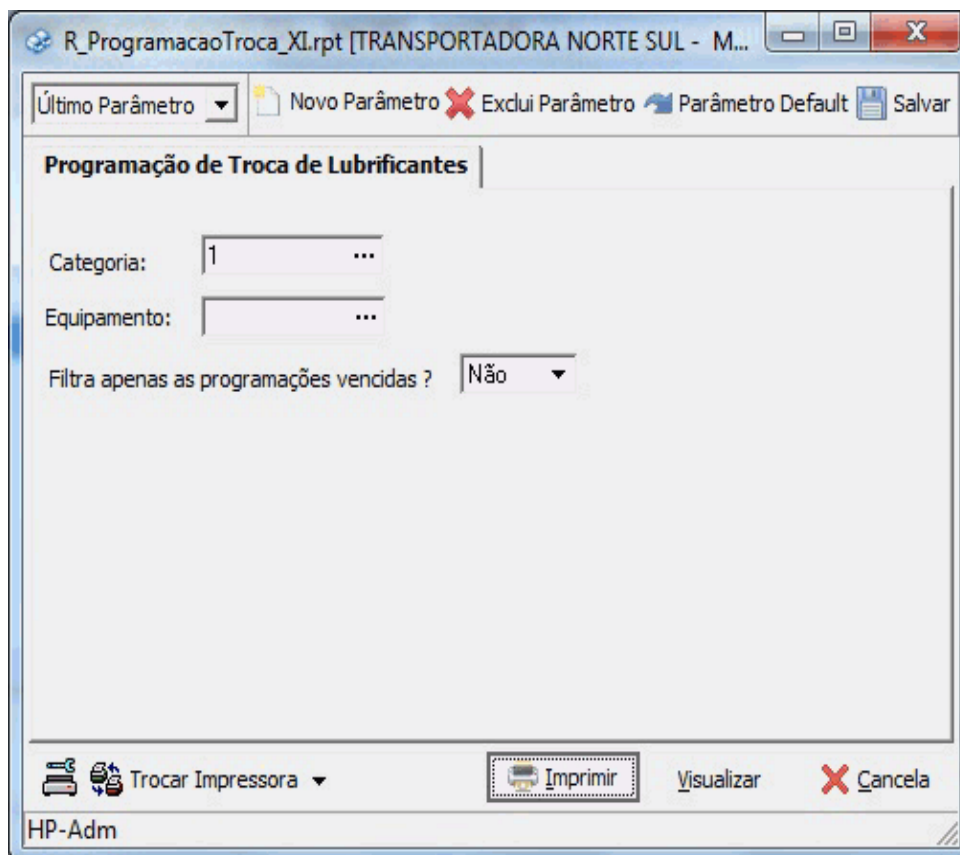 R_ProgramacaoTroca_XI.rpt [TRANSPORTADORA NORTE SUL - M...
Último Parâmetro Novo Parâmetro Exclui Parâmetro Parâmetro Default Salvar
Programação de Troca de Lubrificantes
Categoria: 1 ...
Equipamento: ...
Filtra apenas as programações vencidas ? Não
Trocar Impressora Imprimir Visualizar Cancela
HP-Adm